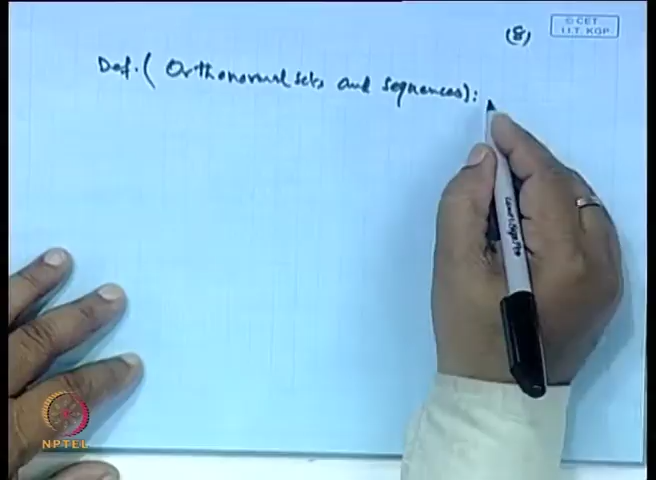 (8)
© CET
I.I.T. KGP
Def. ( Orthonormal sets and sequences) :
NPTEL